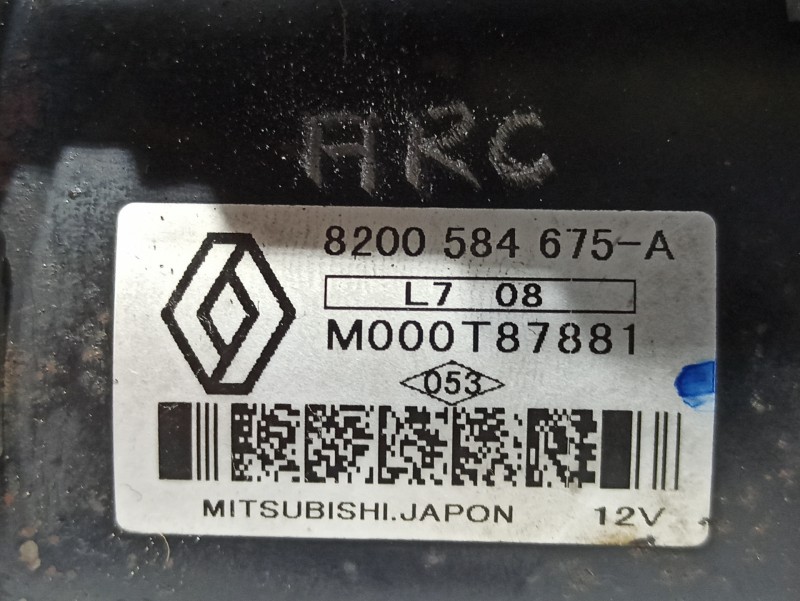 ARC
8200 584 675-A
L7 08
M000T87881
053
MITSUBISHI.JAPON 12V